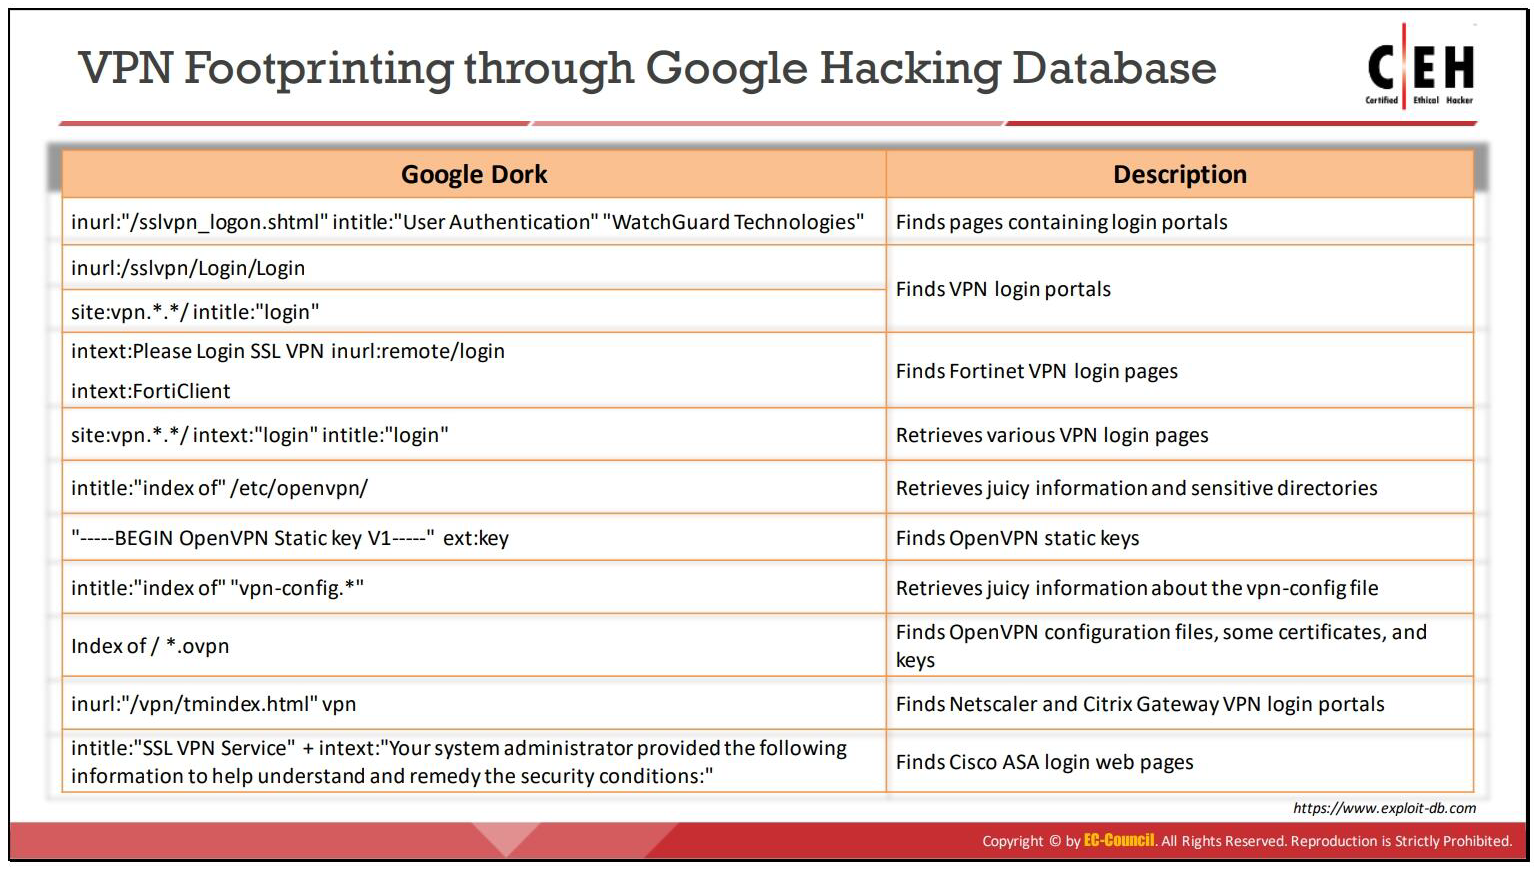 VPN Footprinting through Google Hacking Database
C|EH
Certified Ethical Hacker
Google Dork
Description
inurl:"/sslvpn_logon.shtml" intitle:"User Authentication" "WatchGuard Technologies"
Finds pages containing login portals
inurl:/sslvpn/Login/Login
site:vpn.*.*/ intitle:"login"
Finds VPN login portals
intext:Please Login SSL VPN inurl:remote/login
intext:FortiClient
Finds Fortinet VPN login pages
site:vpn.*.*/ intext:"login" intitle:"login"
Retrieves various VPN login pages
intitle:"index of" /etc/openvpn/
Retrieves juicy information and sensitive directories
"-----BEGIN OpenVPN Static key V1-----" ext:key
Finds OpenVPN static keys
intitle:"index of" "vpn-config.*"
Retrieves juicy information about the vpn-config file
Index of / *.ovpn
Finds OpenVPN configuration files, some certificates, and
keys
inurl:"/vpn/tmindex.html" vpn
Finds Netscaler and Citrix Gateway VPN login portals
intitle:"SSL VPN Service" + intext:"Your system administrator provided the following
information to help understand and remedy the security conditions:"
Finds Cisco ASA login web pages
https://www.exploit-db.com
Copyright © by EC-Council. All Rights Reserved. Reproduction is Strictly Prohibited.